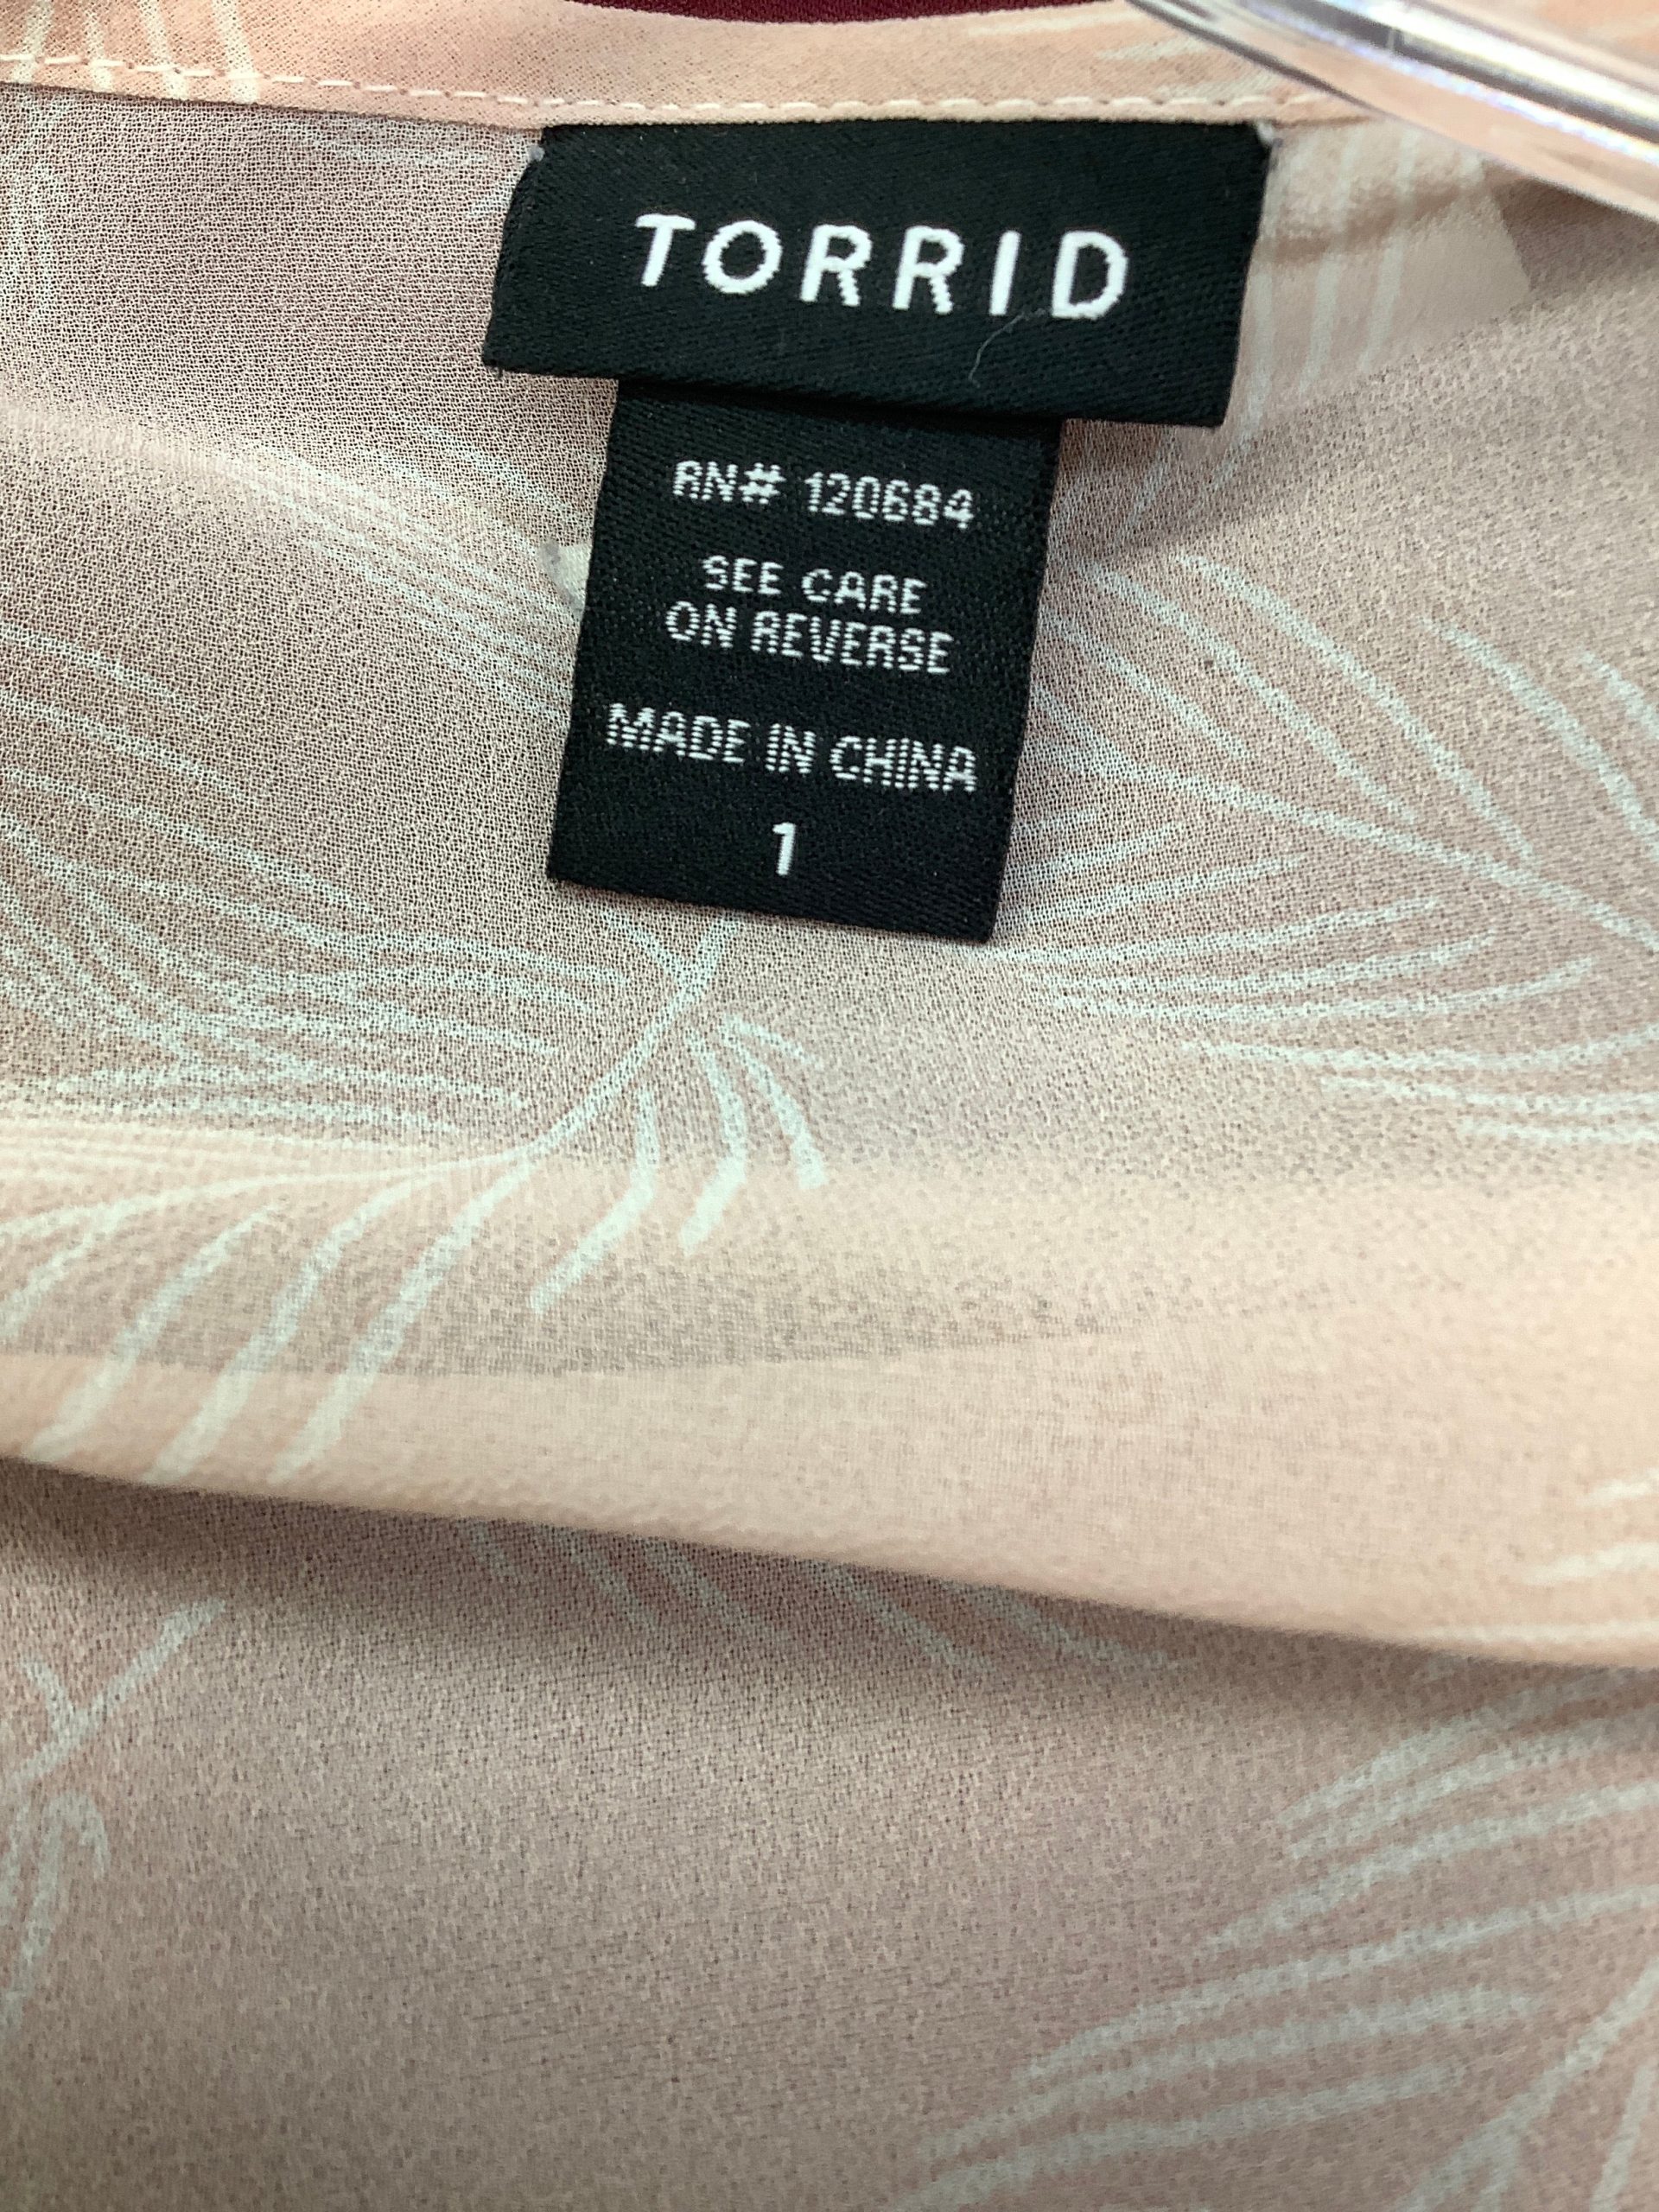 TORRID
RN# 120684
SEE CARE
ON REVERSE
MADE IN CHINA
1